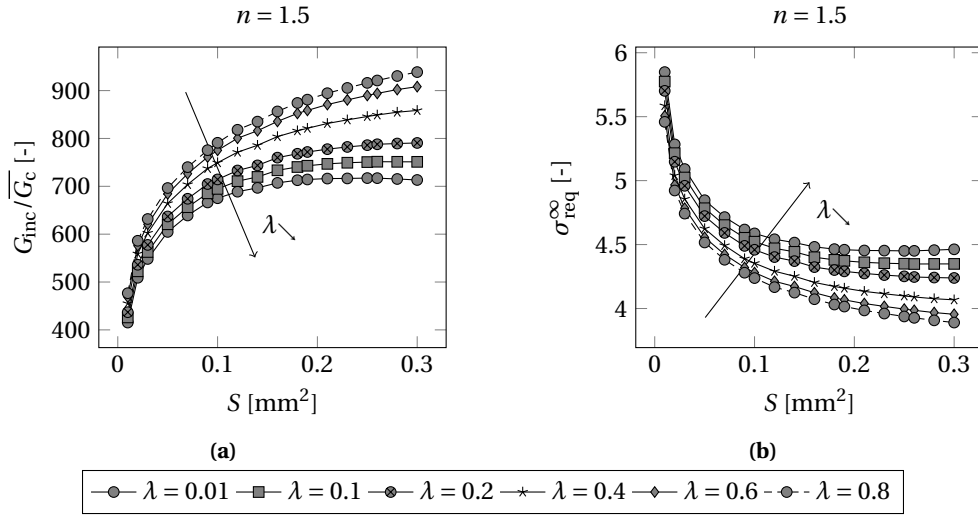 n = 1.5
900
800
700
600
500
400
G_inc/G̅_c [-]
λ↘
0
0.1
0.2
0.3
S [mm²]
(a)
n = 1.5
6
5.5
5
4.5
4
σ^∞_req [-]
λ↘
0
0.1
0.2
0.3
S [mm²]
(b)
λ = 0.01 λ = 0.1 λ = 0.2 λ = 0.4 λ = 0.6 λ = 0.8